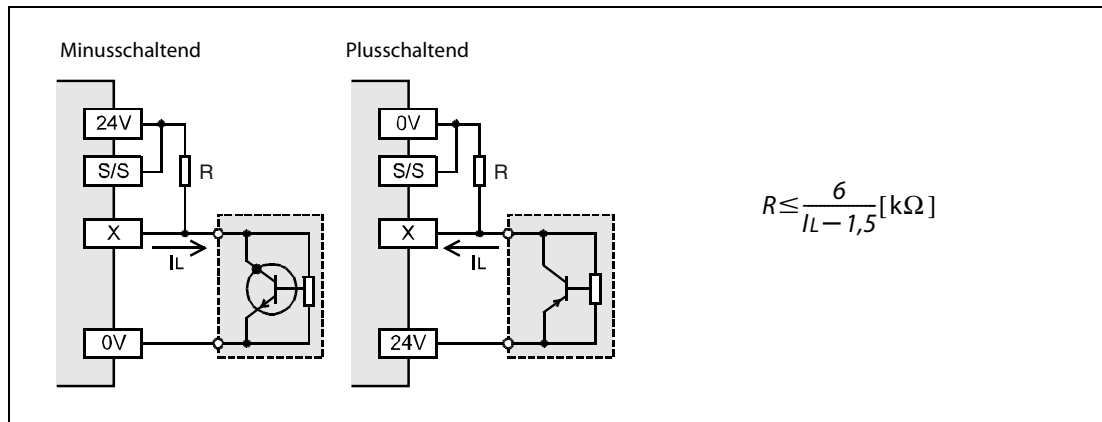 Minusschaltend
24V
S/S
R
X
IL
0V
Plusschaltend
0V
S/S
R
X
IL
24V
R ≤ 6 / (IL − 1,5) [kΩ]